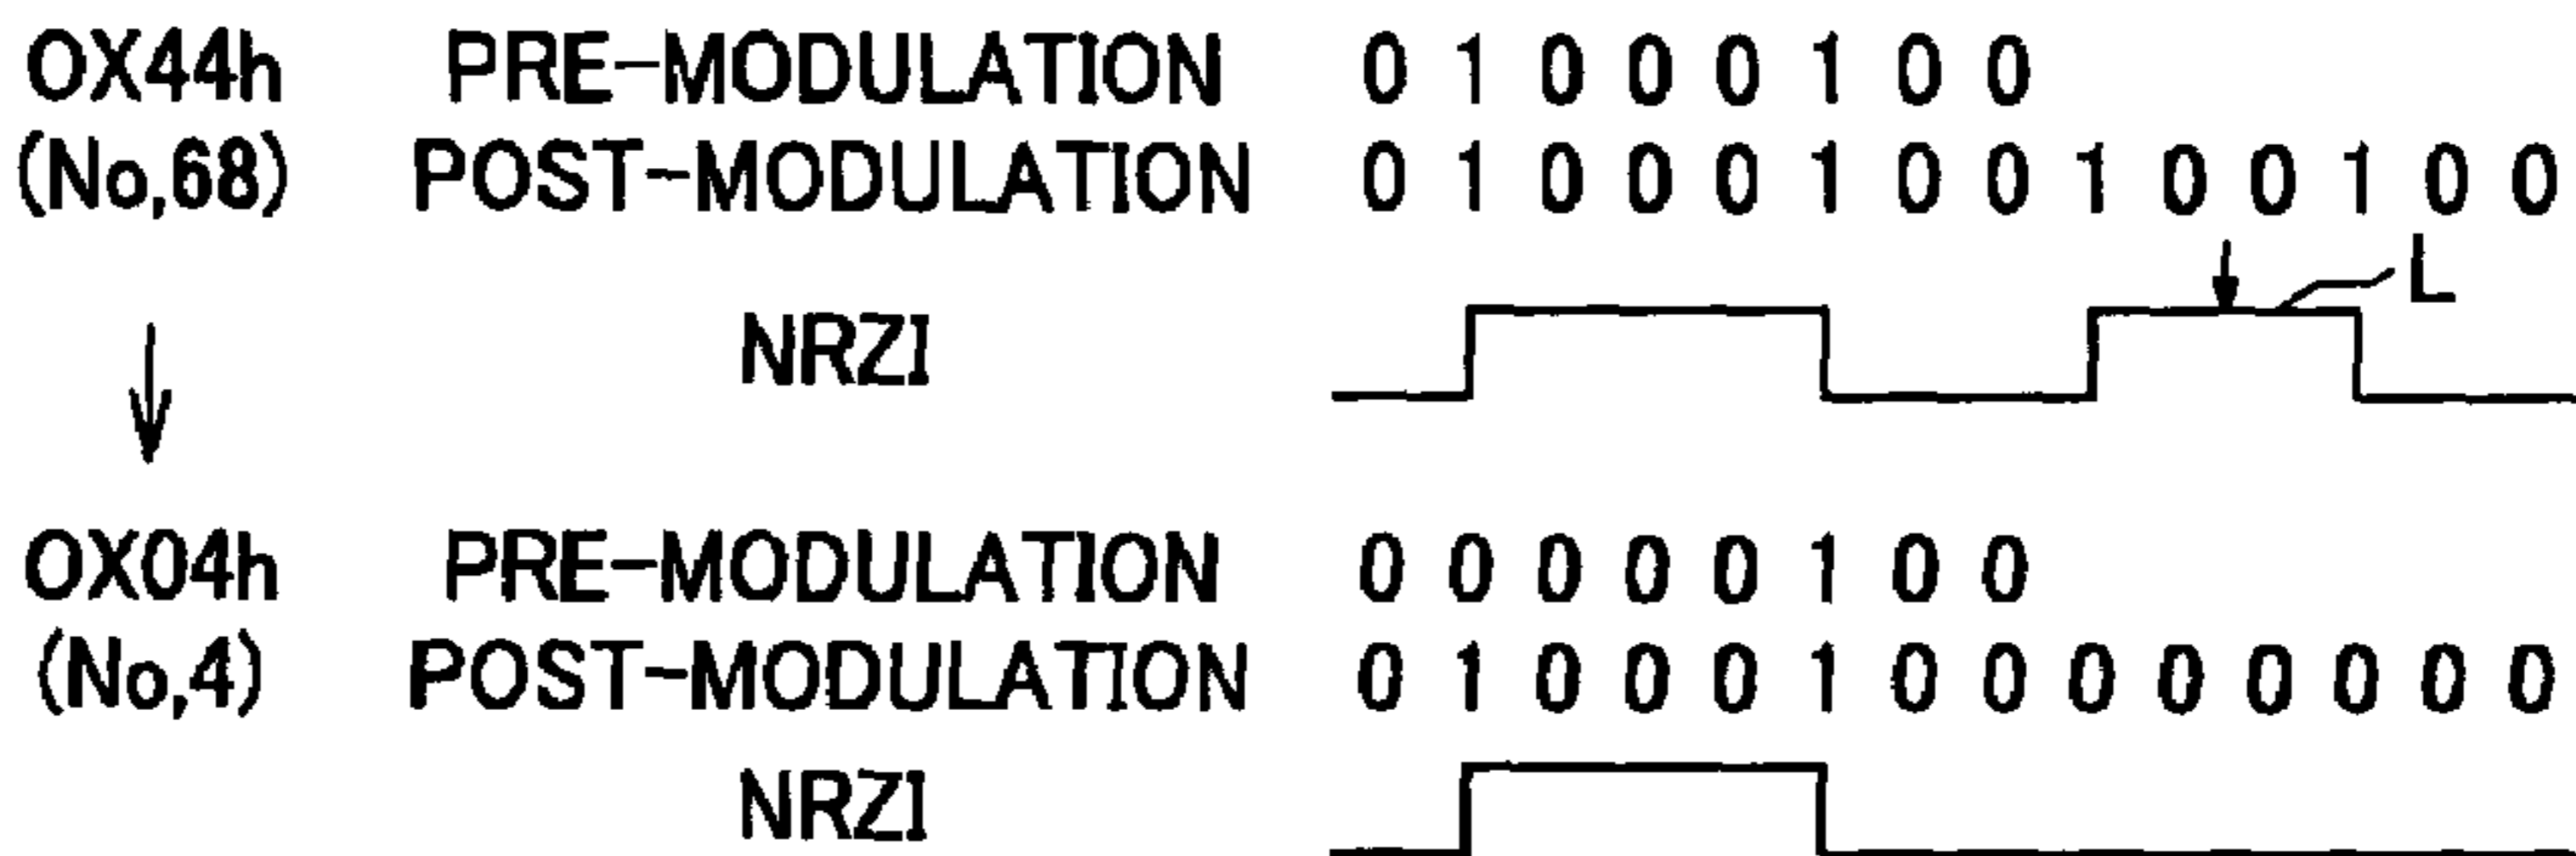 OX44h PRE-MODULATION 0 1 0 0 0 1 0 0
(No,68) POST-MODULATION 0 1 0 0 0 1 0 0 1 0 0 1 0 0
L
NRZI
OX04h PRE-MODULATION 0 0 0 0 0 1 0 0
(No,4) POST-MODULATION 0 1 0 0 0 1 0 0 0 0 0 0 0 0
NRZI